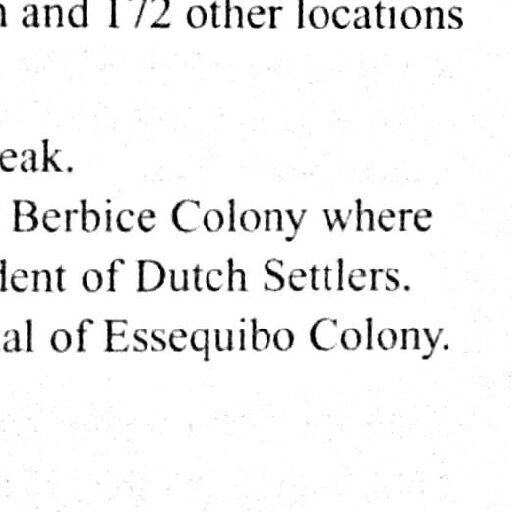 and 172 other locations
eak.
Berbice Colony where
dent of Dutch Settlers.
al of Essequibo Colony.